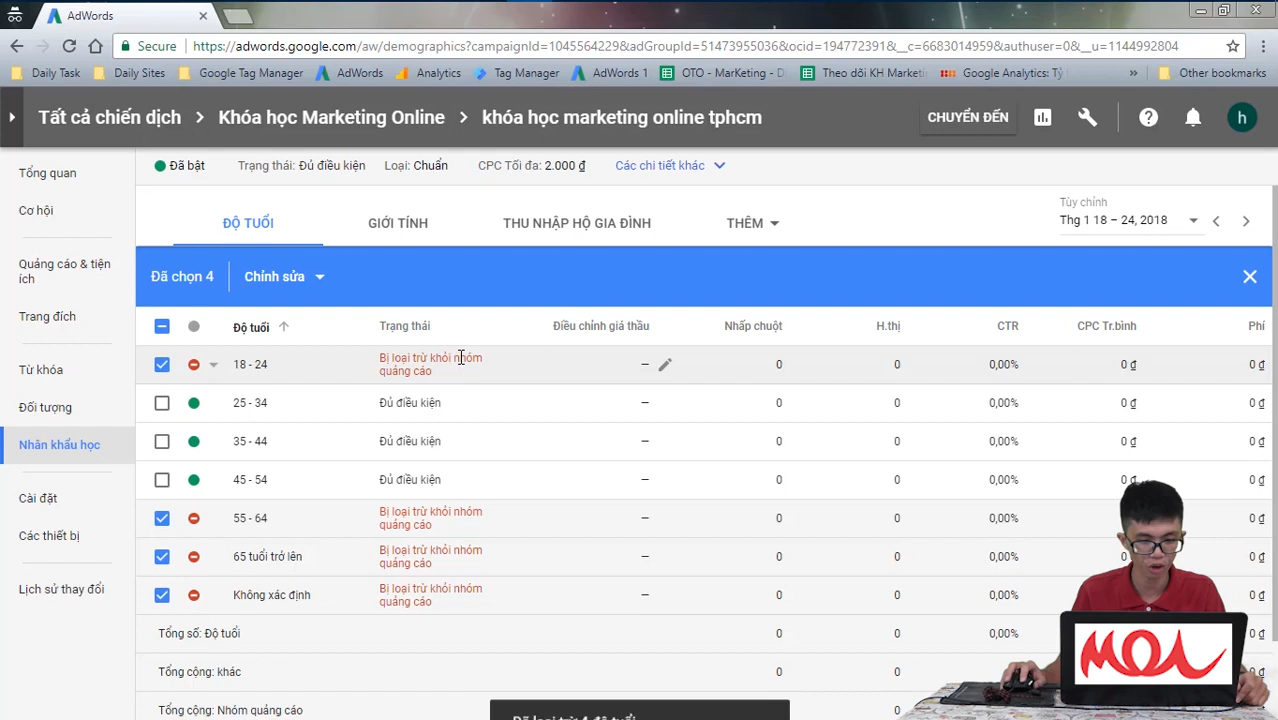 AdWords
Secure
https://adwords.google.com/aw/demographics?campaignId=1045564229&adGroupId=51473955036&ocid=194772391&__c=6683014959&authuser=0&__u=1144992804
Daily Task
Daily Sites
Google Tag Manager
AdWords
Analytics
Tag Manager
AdWords 1
OTO - MarKeting - D
Theo dõi KH Marketi
Google Analytics: Tỷ
»
Other bookmarks
Tất cả chiến dịch > Khóa học Marketing Online > khóa học marketing online tphcm
CHUYỂN ĐẾN
h
Đã bật
Trạng thái: Đủ điều kiện
Loại: Chuẩn
CPC Tối đa: 2.000 ₫
Các chi tiết khác
Tổng quan
Cơ hội
Quảng cáo & tiện
ích
Trang đích
Từ khóa
Đối tượng
Nhân khẩu học
Cài đặt
Các thiết bị
Lịch sử thay đổi
ĐỘ TUỔI
GIỚI TÍNH
THU NHẬP HỘ GIA ĐÌNH
THÊM
Tùy chỉnh
Thg 1 18 – 24, 2018
Đã chọn 4
Chỉnh sửa
Độ tuổi Trạng thái Điều chỉnh giá thầu Nhấp chuột H.thị CTR CPC Tr.bình Phí
18 - 24 Bị loại trừ khỏi nhóm — 0 0 0,00% 0 ₫ 0 ₫
quảng cáo
25 - 34 Đủ điều kiện — 0 0 0,00% 0 ₫ 0 ₫
35 - 44 Đủ điều kiện — 0 0 0,00% 0 ₫ 0 ₫
45 - 54 Đủ điều kiện — 0 0 0,00% 0 ₫ 0 ₫
55 - 64 Bị loại trừ khỏi nhóm — 0 0 0,00% 0 ₫
quảng cáo
65 tuổi trở lên Bị loại trừ khỏi nhóm — 0 0 0,00% 0 ₫
quảng cáo
Không xác định Bị loại trừ khỏi nhóm — 0 0 0,00% 0 ₫
quảng cáo
Tổng số: Độ tuổi 0 0 0,00%
Tổng cộng: khác 0 0
Tổng cộng: Nhóm quảng cáo 0 0
Đã loại trừ 4 độ tuổi
MOA